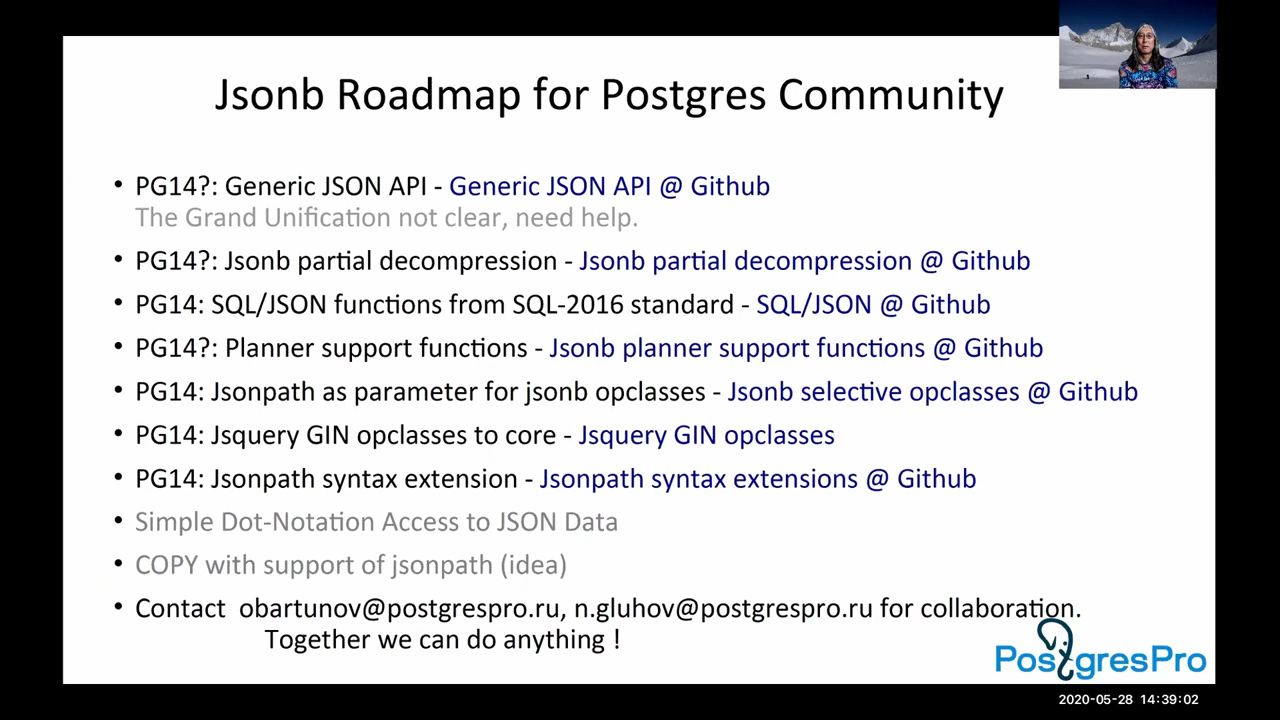 Jsonb Roadmap for Postgres Community
• PG14?: Generic JSON API - Generic JSON API @ Github
The Grand Unification not clear, need help.
• PG14?: Jsonb partial decompression - Jsonb partial decompression @ Github
• PG14: SQL/JSON functions from SQL-2016 standard - SQL/JSON @ Github
• PG14?: Planner support functions - Jsonb planner support functions @ Github
• PG14: Jsonpath as parameter for jsonb opclasses - Jsonb selective opclasses @ Github
• PG14: Jsquery GIN opclasses to core - Jsquery GIN opclasses
• PG14: Jsonpath syntax extension - Jsonpath syntax extensions @ Github
• Simple Dot-Notation Access to JSON Data
• COPY with support of jsonpath (idea)
• Contact obartunov@postgrespro.ru, n.gluhov@postgrespro.ru for collaboration.
Together we can do anything !
PostgresPro
2020-05-28 14:39:02